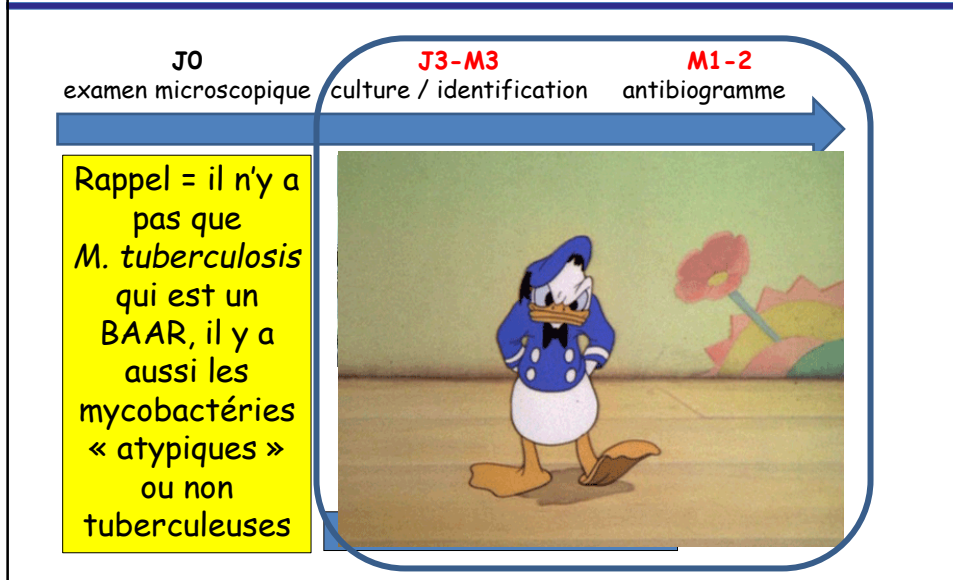 J0
J3-M3
M1-2
examen microscopique
culture / identification
antibiogramme
Rappel = il n'y a
pas que
M. tuberculosis
qui est un
BAAR, il y a
aussi les
mycobactéries
« atypiques »
ou non
tuberculeuses